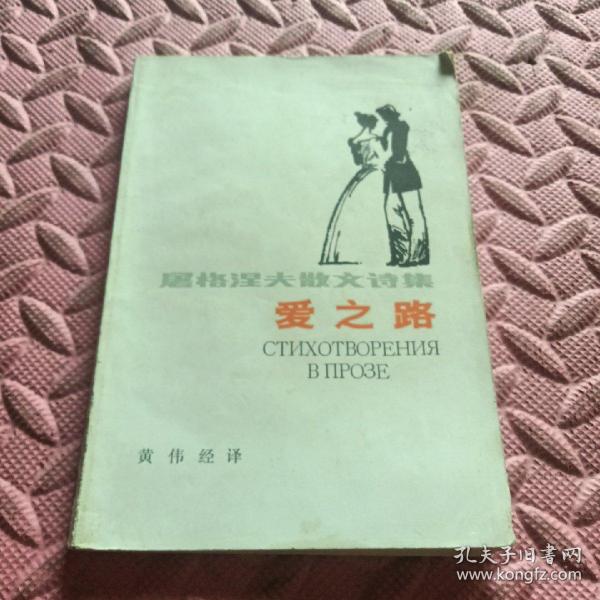 屠格涅夫散文诗集
爱之路
СТИХОТВОРЕНИЯ
В ПРОЗЕ
黄伟经译
孔夫子旧书网
www.kongfz.com